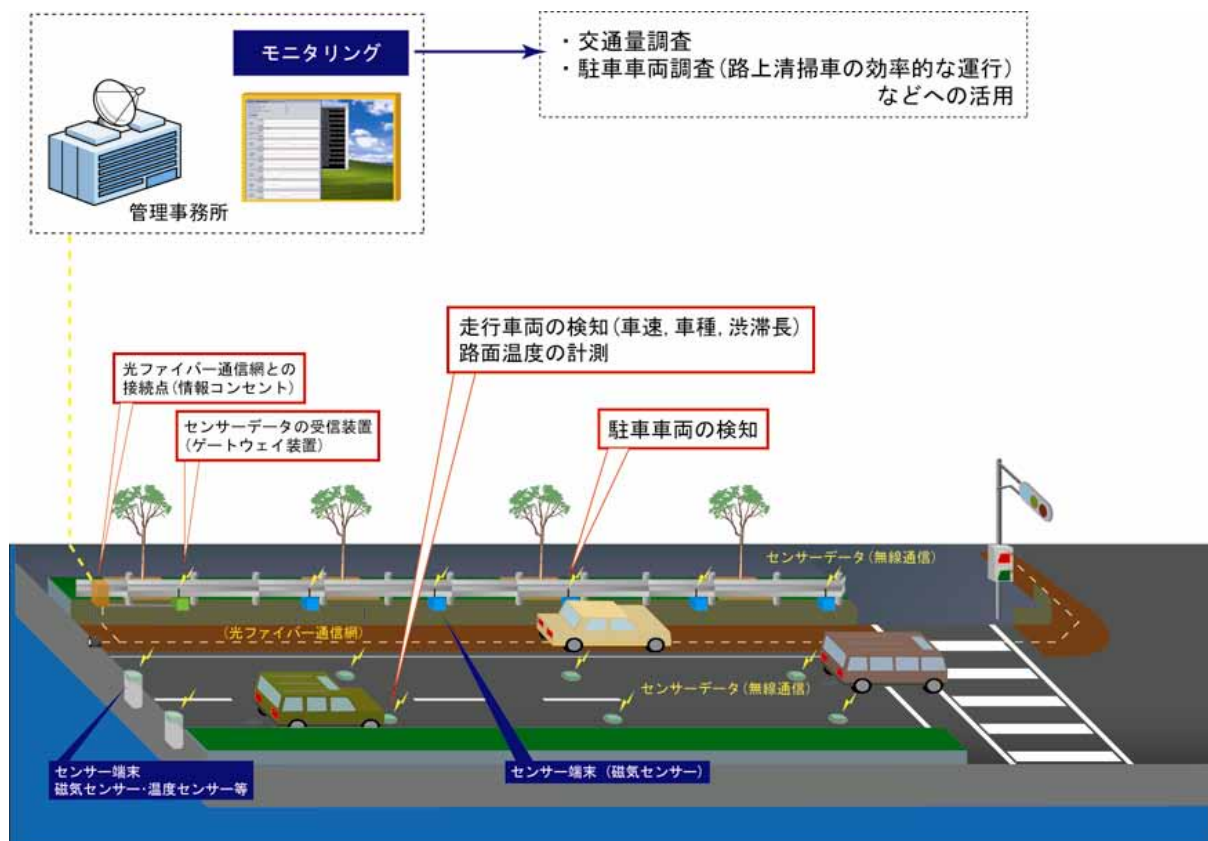 モニタリング
・交通量調査
・駐車車両調査(路上清掃車の効率的な運行)
などへの活用
管理事務所
走行車両の検知(車速, 車種, 渋滞長)
路面温度の計測
光ファイバー通信網との
接続点(情報コンセント)
センサーデータの受信装置
(ゲートウェイ装置)
駐車車両の検知
センサーデータ(無線通信)
(光ファイバー通信網)
センサーデータ(無線通信)
センサー端末
磁気センサー・温度センサー等
センサー端末 (磁気センサー)